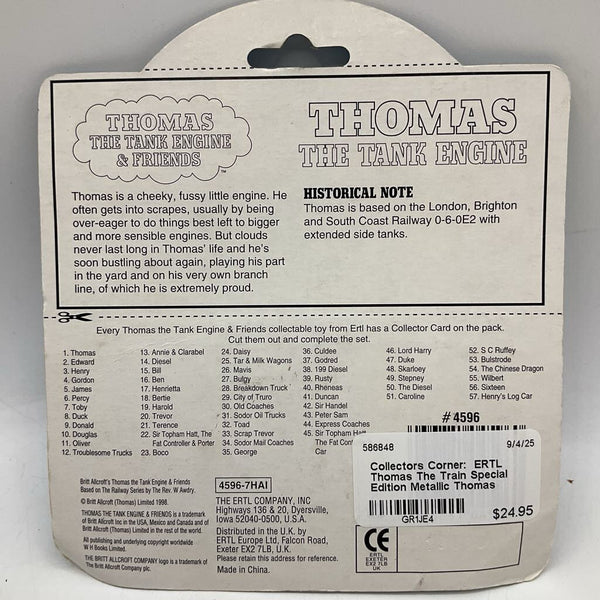 THOMAS
THE TANK ENGINE
& FRIENDS
™
Thomas is a cheeky, fussy little engine. He
often gets into scrapes, usually by being
over-eager to do things best left to bigger
and more sensible engines. But clouds
never last long in Thomas' life and he's
soon bustling about again, playing his part
in the yard and on his very own branch
line, of which he is extremely proud.
THOMAS
THE TANK ENGINE
HISTORICAL NOTE
Thomas is based on the London, Brighton
and South Coast Railway 0-6-0E2 with
extended side tanks.
Every Thomas the Tank Engine & Friends collectable toy from Ertl has a Collector Card on the pack.
Cut them out and complete the set.
1. Thomas
2. Edward
3. Henry
4. Gordon
5. James
6. Percy
7. Toby
8. Duck
9. Donald
10. Douglas
11. Oliver
12. Troublesome Trucks
13. Annie & Clarabel
14. Diesel
15. Bill
16. Ben
17. Henrietta
18. Bertie
19. Harold
20. Trevor
21. Terence
22. Sir Topham Hatt, The
Fat Controller & Porter
23. Boco
24. Daisy
25. Tar & Milk Wagons
26. Mavis
27. Bulgy
28. Breakdown Truck
29. City of Truro
30. Old Coaches
31. Sodor Oil Trucks
32. Toad
33. Scrap Trevor
34. Sodor Mail Coaches
35. George
36. Culdee
37. Godred
38. 199 Diesel
39. Rusty
40. Rheneas
41. Duncan
42. Sir Handel
43. Peter Sam
44. Express Coaches
45. Sir Topham Hatt
The Fat Cont
Car
46. Lord Harry
47. Duke
48. Skarloey
49. Stepney
50. The Diesel
51. Caroline
52. S C Ruffey
53. Bulstrode
54. The Chinese Dragon
55. Wilbert
56. Sixteen
57. Henry's Log Car
# 4596
586848
9/4/25
Collectors Corner: ERTL
Thomas The Train Special
Edition Metallic Thomas
GR1JE4
$24.95
Britt Allcroft's Thomas the Tank Engine & Friends
Based on The Railway Series by The Rev. W Awdry.
© Britt Allcroft (Thomas) Limited 1998.
THOMAS THE TANK ENGINE & FRIENDS is a trademark
of Britt Allcroft Inc in the USA, Mexico and Canada and of
Britt Allcroft (Thomas) Limited in the rest of the world.
All publishing and underlying copyright worldwide
W H Books Limited.
THE BRITT ALLCROFT COMPANY logo is a trademark of
The Britt Allcroft Company plc.
4596-7HAI
THE ERTL COMPANY, INC
Highways 136 & 20, Dyersville,
Iowa 52040-0500, U.S.A.
Distributed in the U.K. by
ERTL Europe Ltd, Falcon Road,
Exeter EX2 7LB, U.K.
Please retain this address for reference.
Made in China.
CE
ERTL
EXETER
EX2 7LB
UK